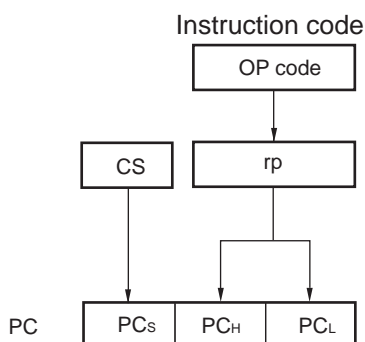 Instruction code
OP code
CS
rp
PC
PCS
PCH
PCL